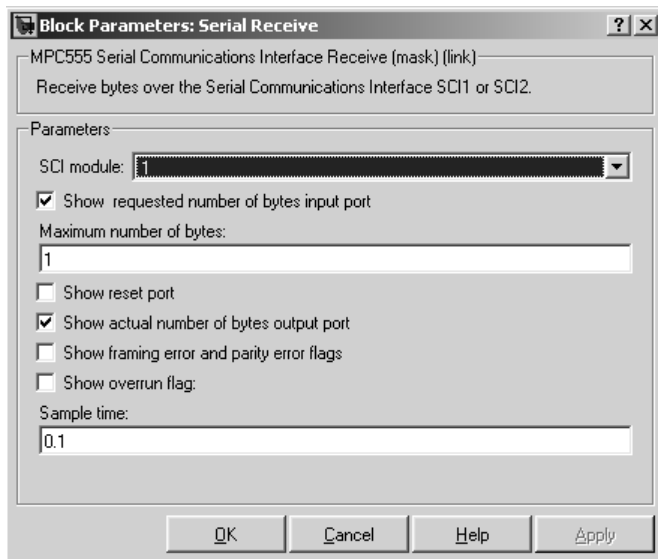 Block Parameters: Serial Receive
MPC555 Serial Communications Interface Receive (mask) (link)
Receive bytes over the Serial Communications Interface SCI1 or SCI2.
Parameters
SCI module: 1
Show requested number of bytes input port
Maximum number of bytes:
1
Show reset port
Show actual number of bytes output port
Show framing error and parity error flags
Show overrun flag:
Sample time:
0.1
OK Cancel Help Apply